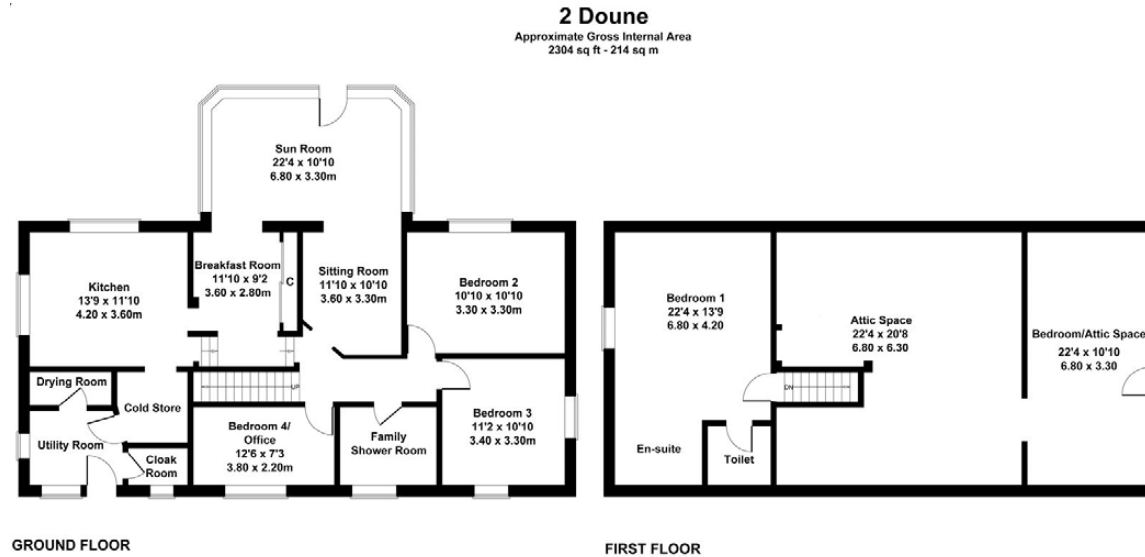 2 Doune
Approximate Gross Internal Area
2304 sq ft - 214 sq m
Sun Room
22'4 x 10'10
6.80 x 3.30m
Kitchen
13'9 x 11'10
4.20 x 3.60m
Breakfast Room
11'10 x 9'2
3.60 x 2.80m
C
Sitting Room
11'10 x 10'10
3.60 x 3.30m
Bedroom 2
10'10 x 10'10
3.30 x 3.30m
Drying Room
Cold Store
Utility Room
Cloak
Room
UP
Bedroom 4/
Office
12'6 x 7'3
3.80 x 2.20m
Family
Shower Room
Bedroom 3
11'2 x 10'10
3.40 x 3.30m
GROUND FLOOR
Bedroom 1
22'4 x 13'9
6.80 x 4.20
En-suite
Toilet
DN
Attic Space
22'4 x 20'8
6.80 x 6.30
Bedroom/Attic Space
22'4 x 10'10
6.80 x 3.30
FIRST FLOOR